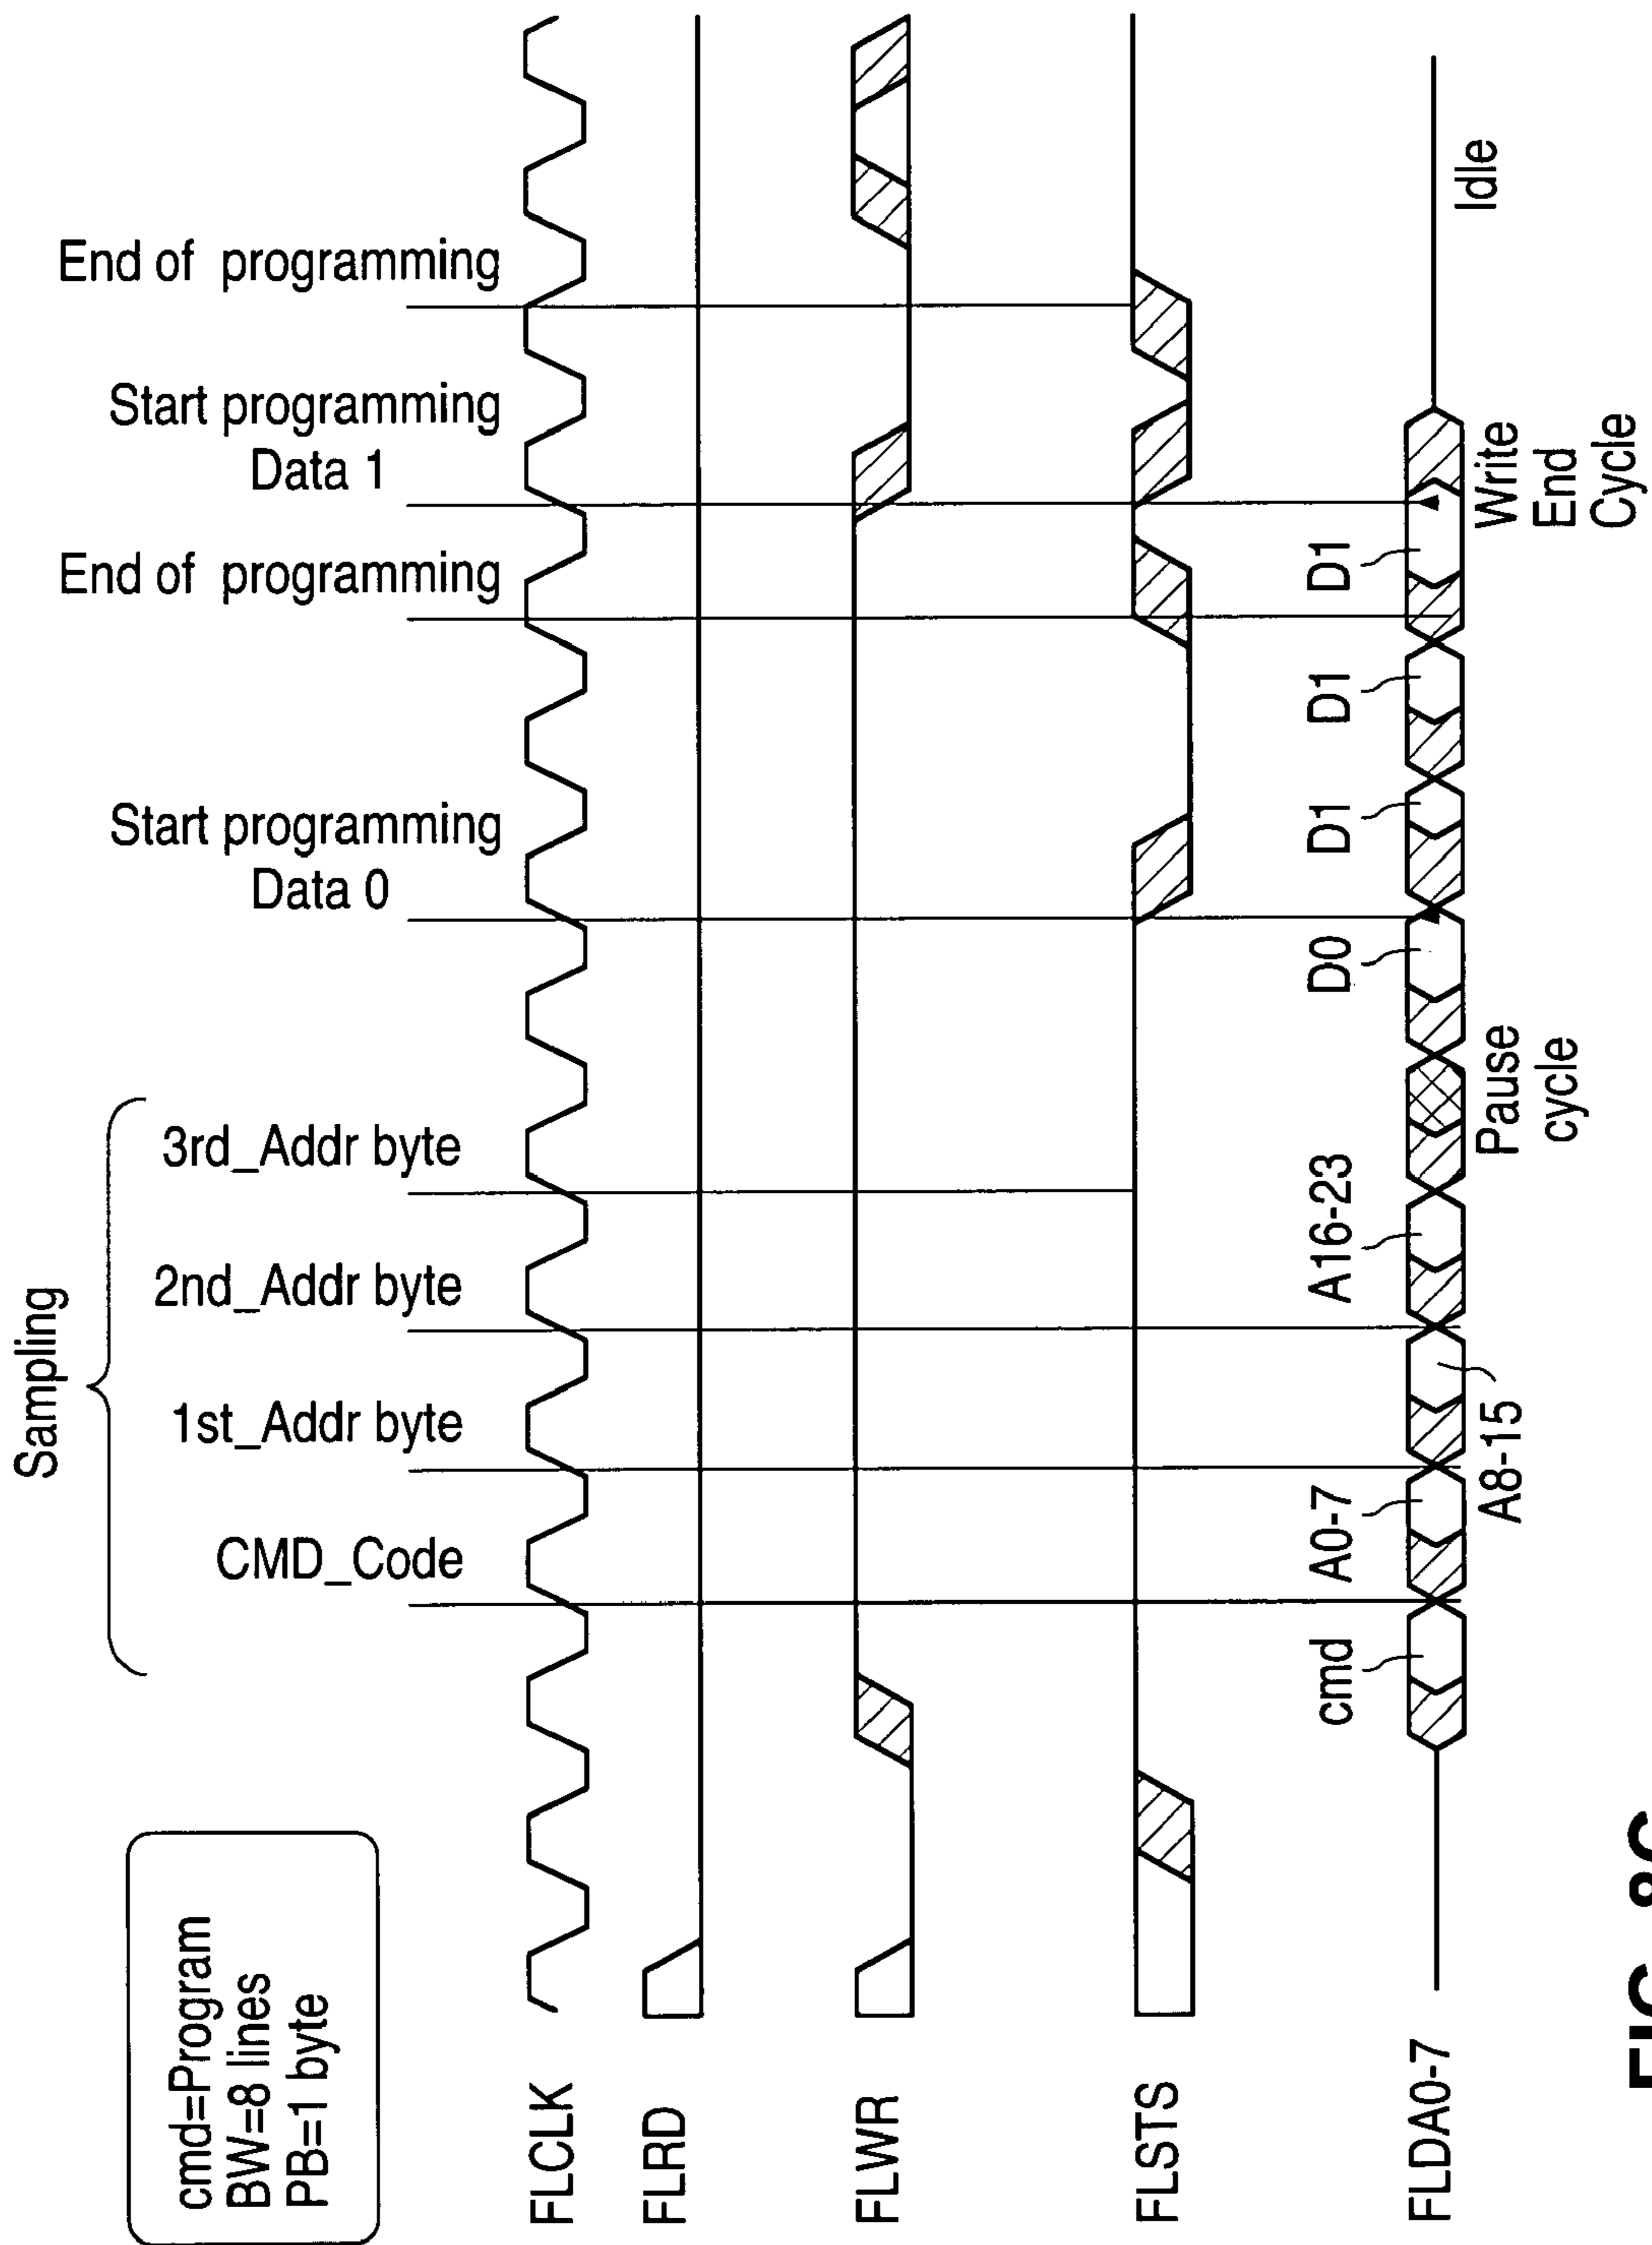 cmd=Program
BW=8 lines
PB=1 byte
Sampling
CMD_Code
1st_Addr byte
2nd_Addr byte
3rd_Addr byte
Start programming
Data 0
End of programming
Start programming
Data 1
End of programming
FLCLK
FLRD
FLWR
FLSTS
FLDA0-7
cmd
A0-7
A8-15
A16-23
Pause
cycle
D0
D1
D1
D1
Write
End
Cycle
Idle